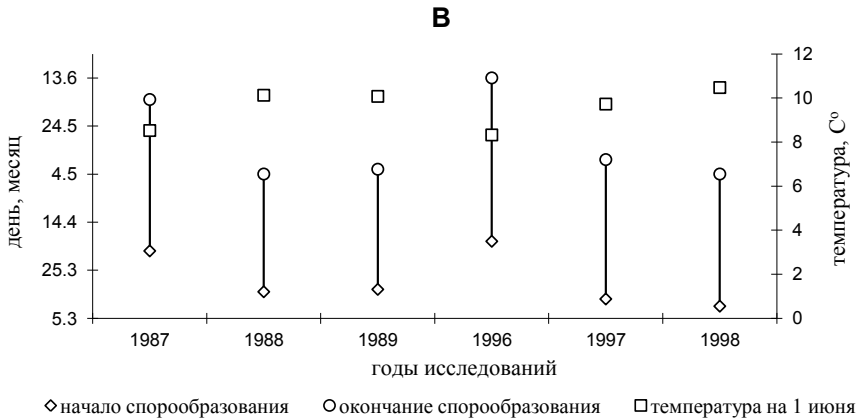 В
день, месяц
13.6
24.5
4.5
14.4
25.3
5.3
12
10
8
6
4
2
0
температура, Со
1987 1988 1989 1996 1997 1998
годы исследований
начало спорообразования окончание спорообразования температура на 1 июня